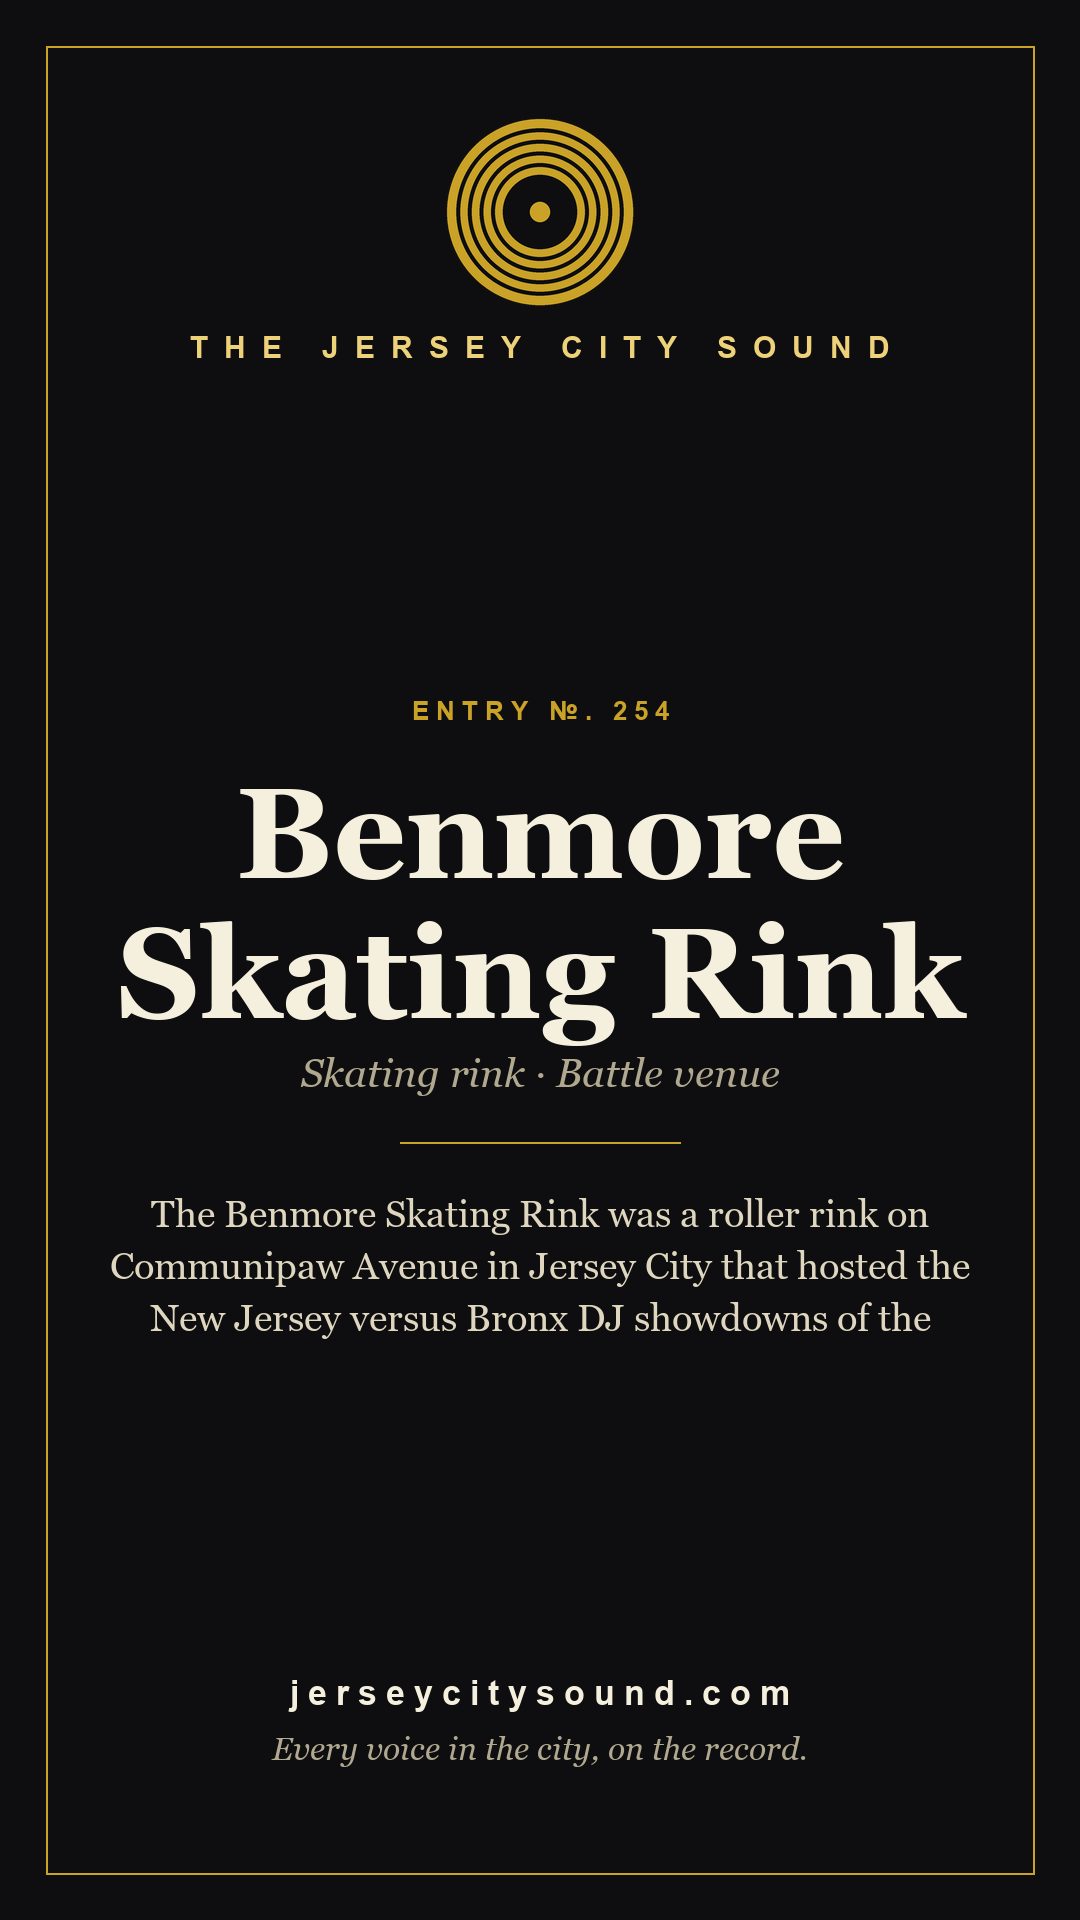 THE JERSEY CITY SOUND
ENTRY №. 254
Benmore
Skating Rink
Skating rink · Battle venue
The Benmore Skating Rink was a roller rink on
Communipaw Avenue in Jersey City that hosted the
New Jersey versus Bronx DJ showdowns of the
jerseycitysound.com
Every voice in the city, on the record.